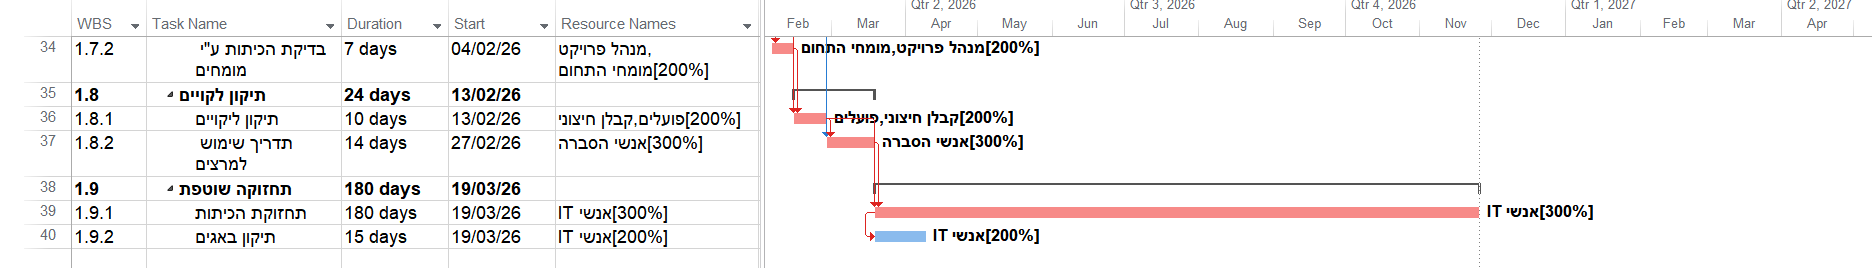 WBS Task Name Duration Start Resource Names
Qtr 2, 2026 Qtr 3, 2026 Qtr 4, 2026 Qtr 1, 2027 Qtr 2, 2027
Feb Mar Apr May Jun Jul Aug Sep Oct Nov Dec Jan Feb Mar Apr
34 1.7.2 בדיקת הכיתות ע"י 7 days 04/02/26 מנהל פרויקט,
מומחים מומחי התחום[200%]
מנהל פרויקט,מומחי התחום[200%]
35 1.8 תיקון לקויים 24 days 13/02/26
36 1.8.1 תיקון ליקויים 10 days 13/02/26 פועלים,קבלן חיצוני[200%]
קבלן חיצוני,פועלים[200%]
37 1.8.2 תדריך שימוש 14 days 27/02/26 אנשי הסברה[300%]
למרצים
אנשי הסברה[300%]
38 1.9 תחזוקה שוטפת 180 days 19/03/26
39 1.9.1 תחזוקת הכיתות 180 days 19/03/26 אנשי IT[300%]
אנשי IT[300%]
40 1.9.2 תיקון באגים 15 days 19/03/26 אנשי IT[200%]
אנשי IT[200%]